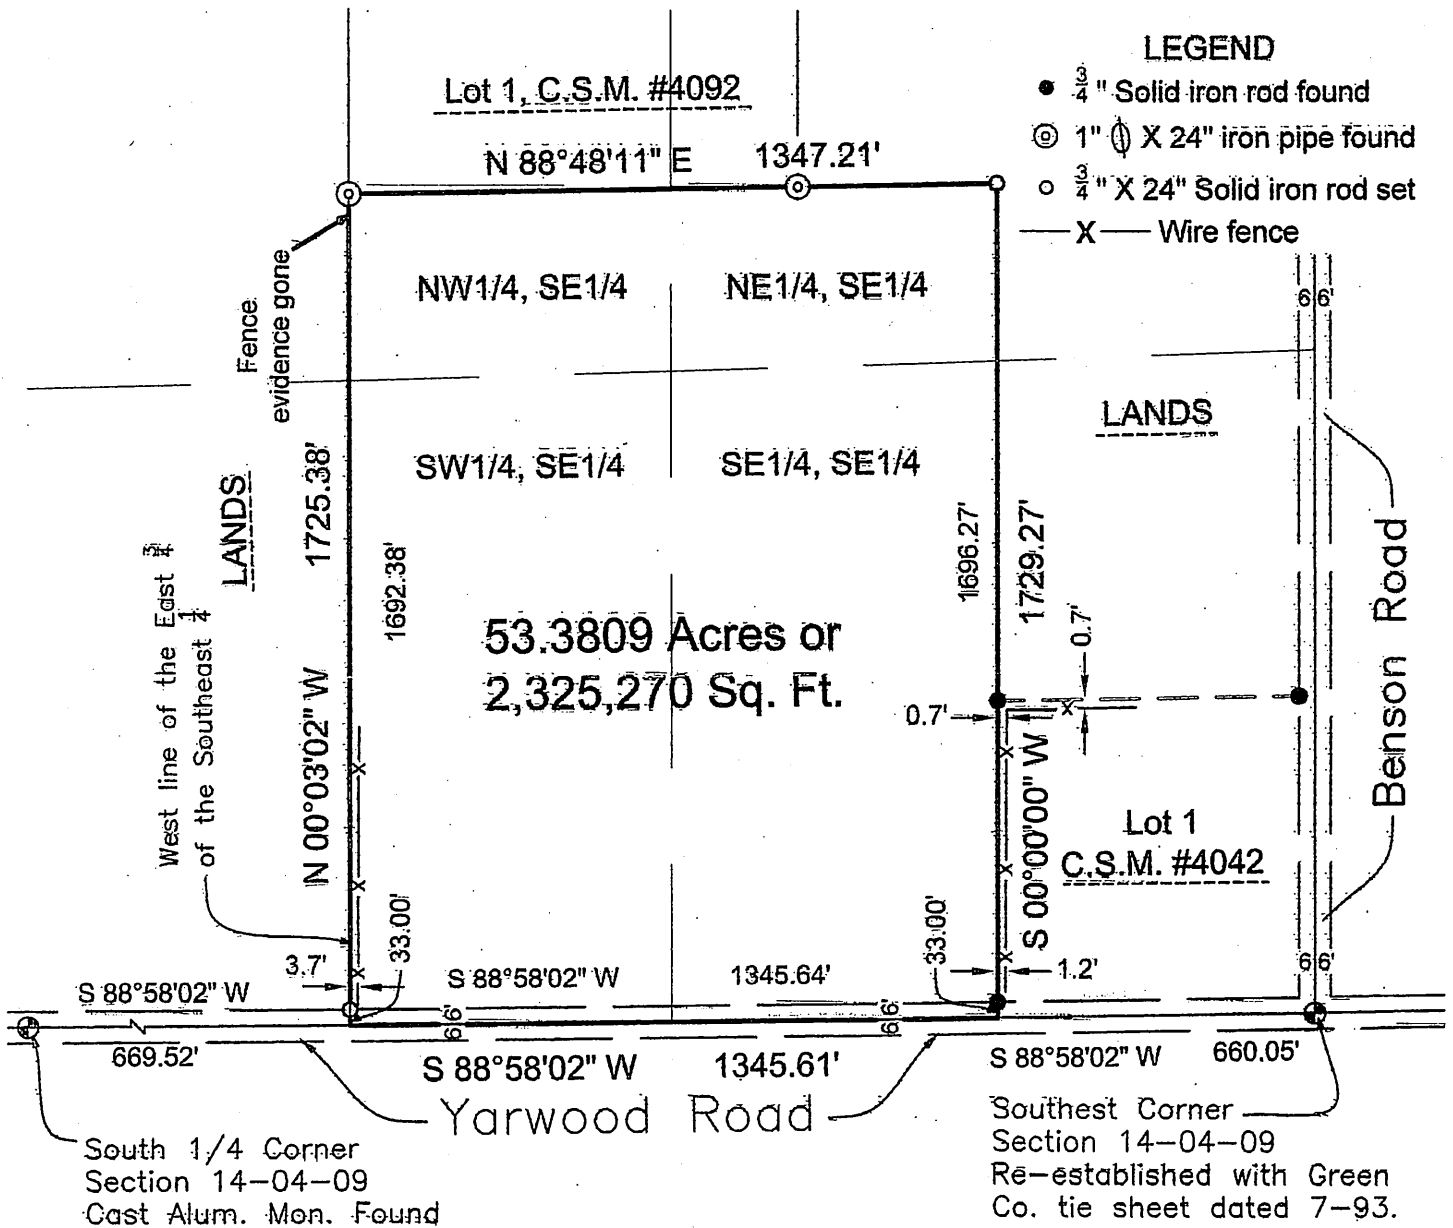 LEGEND
3/4" Solid iron rod found
1" ϕ X 24" iron pipe found
3/4" X 24" Solid iron rod set
X Wire fence
Lot 1, C.S.M. #4092
N 88°48'11" E 1347.21'
Fence
evidence gone
NW1/4, SE1/4 NE1/4, SE1/4
66'
LANDS
LANDS
SW1/4, SE1/4 SE1/4, SE1/4
1725.38'
1692.38'
N 00°03'02" W
West line of the East 3/4
of the Southeast 1/4
1696.27'
1729.27'
S 00°00'00" W
53.3809 Acres or
2,325,270 Sq. Ft.
0.7'
0.7'
X
X
X
X
X
X
X
Benson Road
Lot 1
C.S.M. #4042
33.00'
33.00'
3.7'
1.2'
66'
S 88°58'02" W
S 88°58'02" W 1345.64'
66'
66'
669.52'
S 88°58'02" W 1345.61'
S 88°58'02" W 660.05'
Yarwood Road
South 1/4 Corner
Section 14-04-09
Cast Alum. Mon. Found
Southest Corner
Section 14-04-09
Re-established with Green
Co. tie sheet dated 7-93.